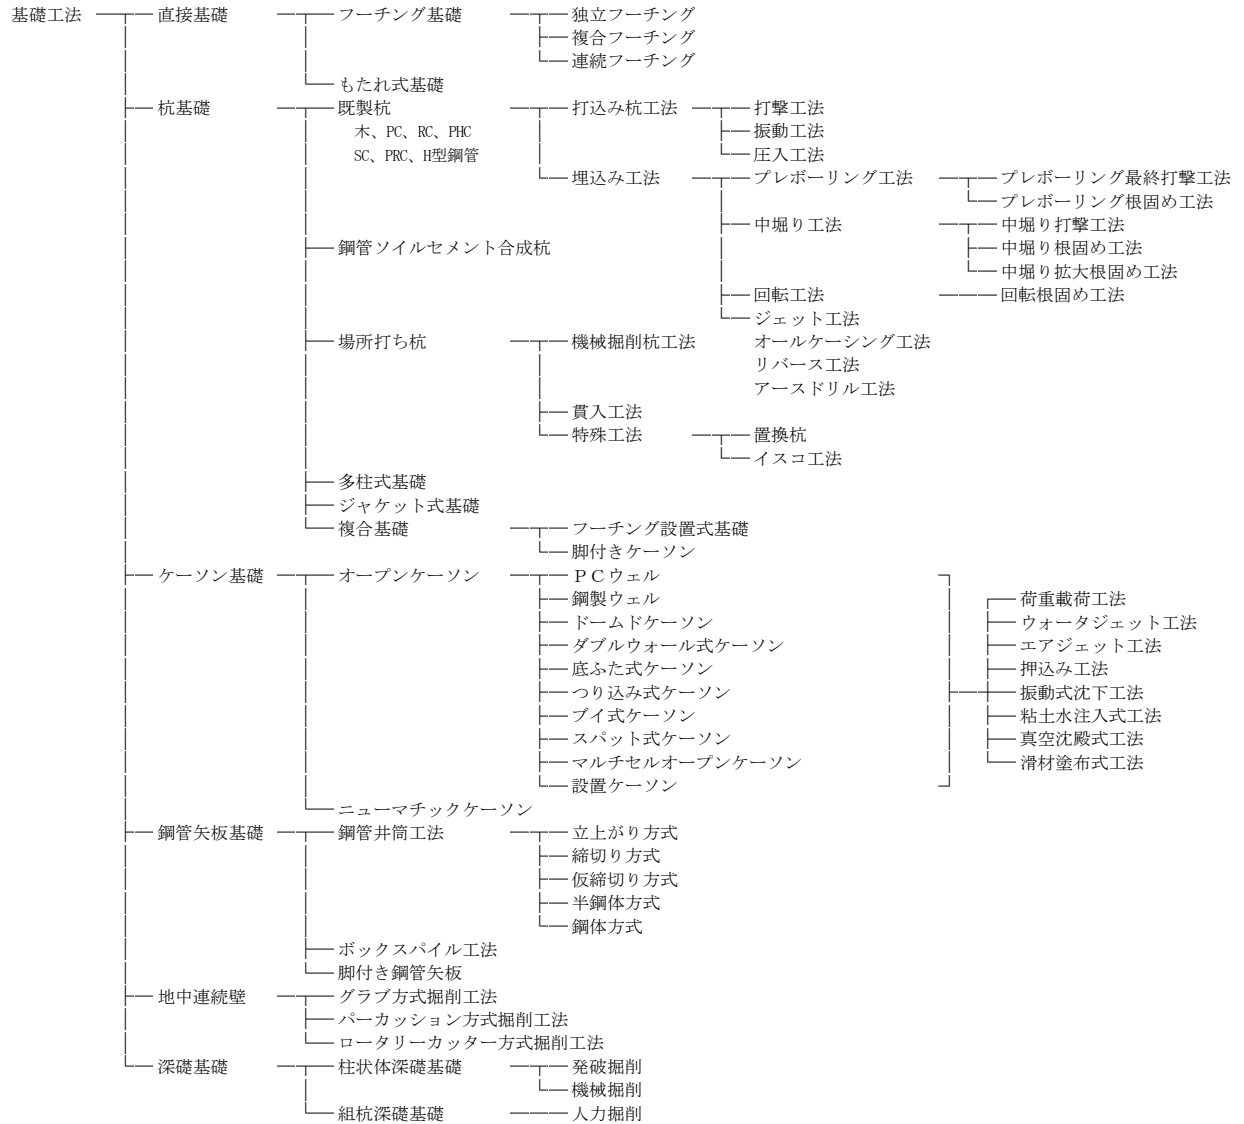 基礎工法 直接基礎 フーチング基礎 独立フーチング
複合フーチング
連続フーチング
もたれ式基礎
杭基礎 既製杭 打込み杭工法 打撃工法
木、PC、RC、PHC 振動工法
SC、PRC、H型鋼管 圧入工法
埋込み工法 プレボーリング工法 プレボーリング最終打撃工法
プレボーリング根固め工法
中堀り工法 中堀り打撃工法
鋼管ソイルセメント合成杭 中堀り根固め工法
中堀り拡大根固め工法
回転工法 回転根固め工法
ジェット工法
場所打ち杭 機械掘削杭工法 オールケーシング工法
リバース工法
アースドリル工法
貫入工法
特殊工法 置換杭
イスコ工法
多柱式基礎
ジャケット式基礎
複合基礎 フーチング設置式基礎
脚付きケーソン
ケーソン基礎 オープンケーソン ＰＣウェル
鋼製ウェル 荷重載荷工法
ドームドケーソン ウォータジェット工法
ダブルウォール式ケーソン エアジェット工法
底ふた式ケーソン 押込み工法
つり込み式ケーソン 振動式沈下工法
ブイ式ケーソン 粘土水注入式工法
スパット式ケーソン 真空沈殿式工法
マルチセルオープンケーソン 滑材塗布式工法
設置ケーソン
ニューマチックケーソン
鋼管矢板基礎 鋼管井筒工法 立上がり方式
締切り方式
仮締切り方式
半鋼体方式
鋼体方式
ボックスパイル工法
脚付き鋼管矢板
地中連続壁 グラブ方式掘削工法
パーカッション方式掘削工法
ロータリーカッター方式掘削工法
深礎基礎 柱状体深礎基礎 発破掘削
機械掘削
組杭深礎基礎 人力掘削